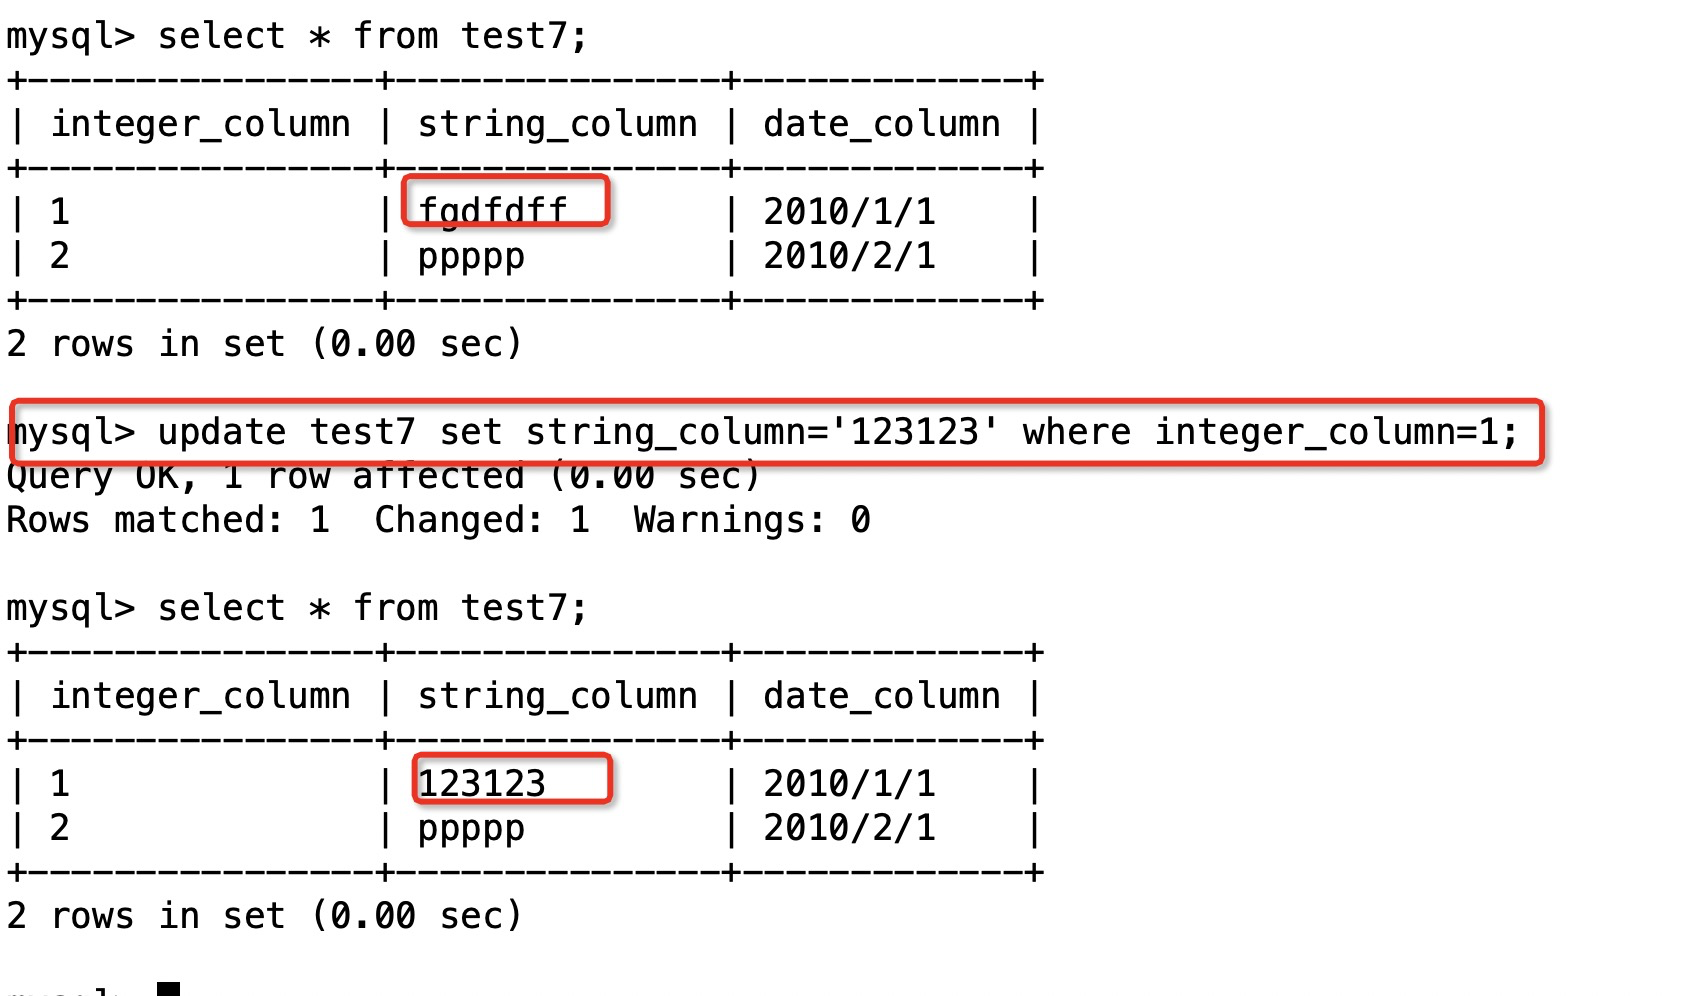 mysql> select * from test7;
+----------------+---------------+-------------+
| integer_column | string_column | date_column |
+----------------+---------------+-------------+
| 1              | fgdfdff       | 2010/1/1    |
| 2              | ppppp         | 2010/2/1    |
+----------------+---------------+-------------+
2 rows in set (0.00 sec)
mysql> update test7 set string_column='123123' where integer_column=1;
Query OK, 1 row affected (0.00 sec)
Rows matched: 1  Changed: 1  Warnings: 0
mysql> select * from test7;
+----------------+---------------+-------------+
| integer_column | string_column | date_column |
+----------------+---------------+-------------+
| 1              | 123123        | 2010/1/1    |
| 2              | ppppp         | 2010/2/1    |
+----------------+---------------+-------------+
2 rows in set (0.00 sec)
mysql>